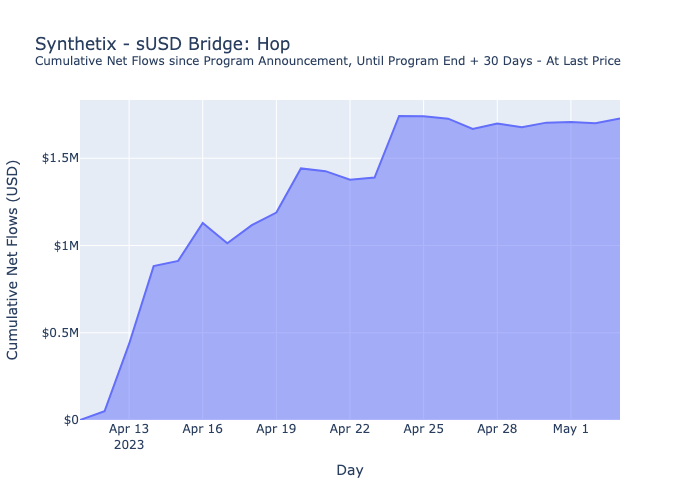 Synthetix - sUSD Bridge: Hop
Cumulative Net Flows since Program Announcement, Until Program End + 30 Days - At Last Price
Cumulative Net Flows (USD)
$1.5M
$1M
$0.5M
$0
Apr 13
2023
Apr 16
Apr 19
Apr 22
Apr 25
Apr 28
May 1
Day